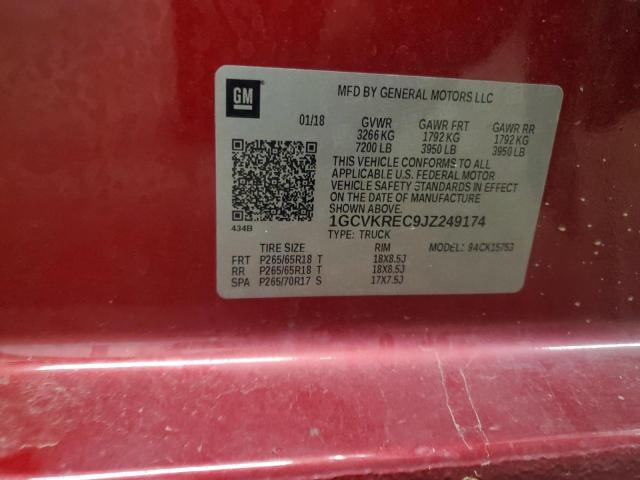 GM
MFD BY GENERAL MOTORS LLC
01/18 GVWR GAWR FRT GAWR RR
3266 KG 1792 KG 1792 KG
7200 LB 3950 LB 3950 LB
THIS VEHICLE CONFORMS TO ALL
APPLICABLE U.S. FEDERAL MOTOR
VEHICLE SAFETY STANDARDS IN EFFECT
ON THE DATE OF MANUFACTURE
SHOWN ABOVE.
1GCVKREC9JZ249174
434B TYPE: TRUCK
TIRE SIZE RIM MODEL: 94CK15753
FRT P265/65R18 T 18X8.5J
RR P265/65R18 T 18X8.5J
SPA P265/70R17 S 17X7.5J